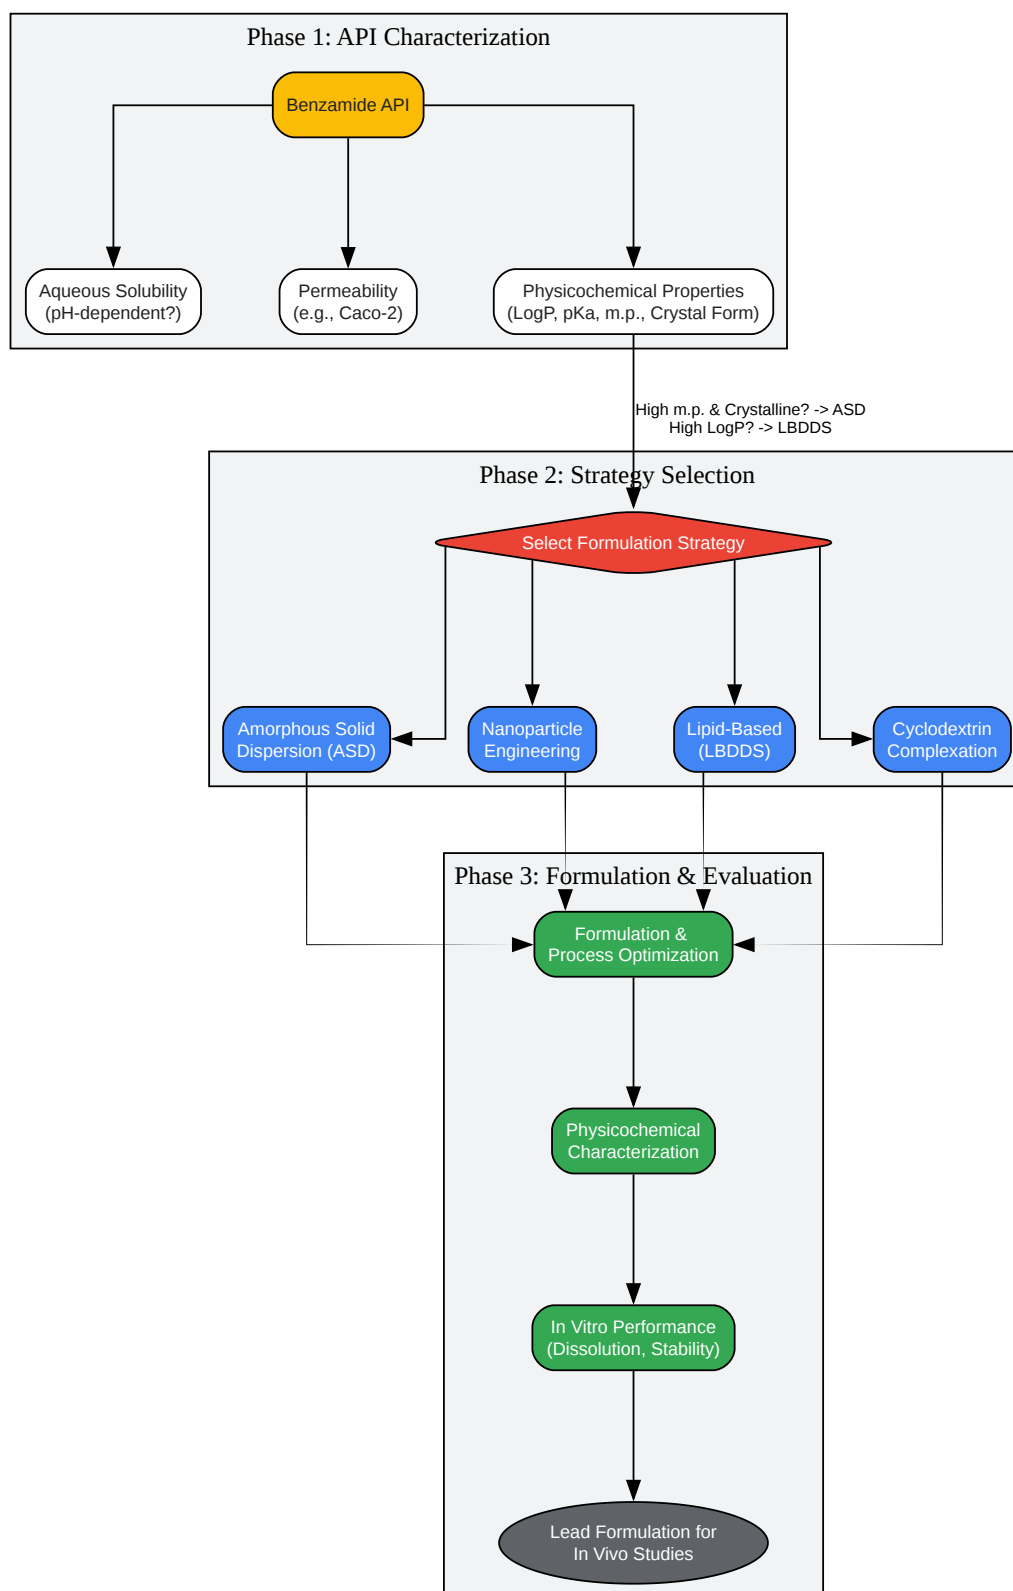 Phase 1: API Characterization
Benzamide API
Aqueous Solubility
(pH-dependent?)
Permeability
(e.g., Caco-2)
Physicochemical Properties
(LogP, pKa, m.p., Crystal Form)
High m.p. & Crystalline? -> ASD
High LogP? -> LBDDS
Phase 2: Strategy Selection
Select Formulation Strategy
Amorphous Solid
Dispersion (ASD)
Nanoparticle
Engineering
Lipid-Based
(LBDDS)
Cyclodextrin
Complexation
Phase 3: Formulation & Evaluation
Formulation &
Process Optimization
Physicochemical
Characterization
In Vitro Performance
(Dissolution, Stability)
Lead Formulation for
In Vivo Studies